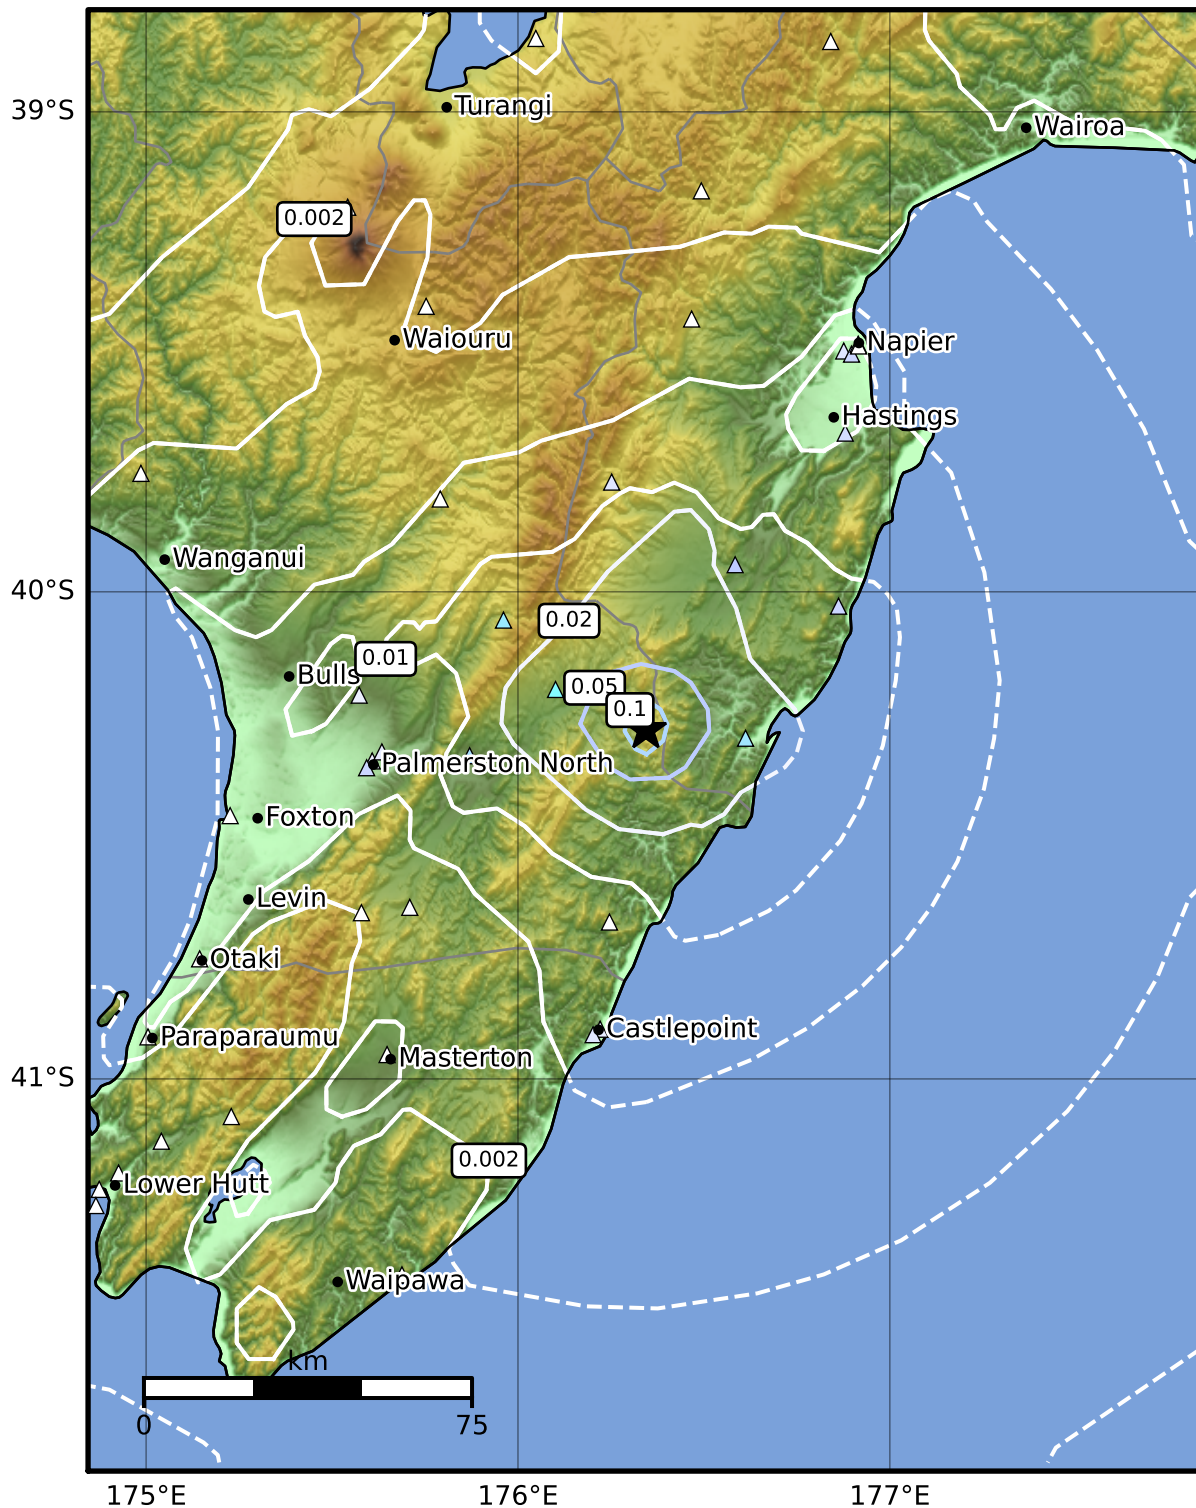 Turangi
39°S
Wairoa
0.002
Waiouru
Napier
Hastings
Wanganui
40°S
0.02
0.01
Bulls
0.05
0.1
Palmerston North
Foxton
Levin
Otaki
Castlepoint
Paraparaumu
Masterton
41°S
0.002
Lower Hutt
Waipawa
km
0
75
175°E
176°E
177°E